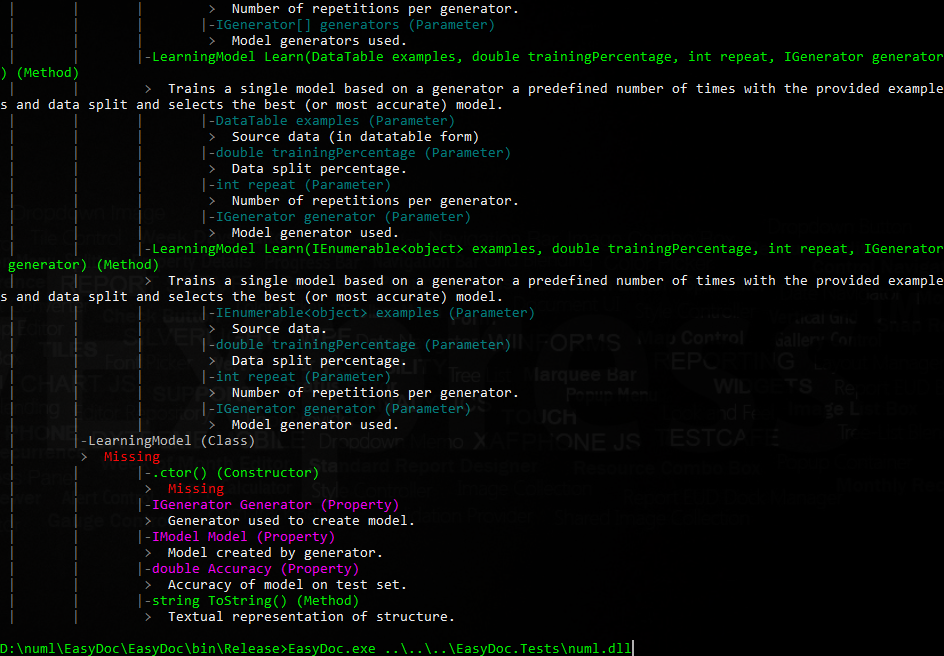 | | | > Number of repetitions per generator.
| | | |-IGenerator[] generators (Parameter)
| | | > Model generators used.
| | |-LearningModel Learn(DataTable examples, double trainingPercentage, int repeat, IGenerator generator
) (Method)
| | > Trains a single model based on a generator a predefined number of times with the provided example
s and data split and selects the best (or most accurate) model.
| | | |-DataTable examples (Parameter)
| | | > Source data (in datatable form)
| | | |-double trainingPercentage (Parameter)
| | | > Data split percentage.
| | | |-int repeat (Parameter)
| | | > Number of repetitions per generator.
| | | |-IGenerator generator (Parameter)
| | | > Model generator used.
| | |-LearningModel Learn(IEnumerable<object> examples, double trainingPercentage, int repeat, IGenerator
generator) (Method)
| | > Trains a single model based on a generator a predefined number of times with the provided example
s and data split and selects the best (or most accurate) model.
| | | |-IEnumerable<object> examples (Parameter)
| | | > Source data.
| | | |-double trainingPercentage (Parameter)
| | | > Data split percentage.
| | | |-int repeat (Parameter)
| | | > Number of repetitions per generator.
| | | |-IGenerator generator (Parameter)
| | | > Model generator used.
| |-LearningModel (Class)
| > Missing
| | |-.ctor() (Constructor)
| | > Missing
| | |-IGenerator Generator (Property)
| | > Generator used to create model.
| | |-IModel Model (Property)
| | > Model created by generator.
| | |-double Accuracy (Property)
| | > Accuracy of model on test set.
| | |-string ToString() (Method)
| | > Textual representation of structure.
D:\numl\EasyDoc\EasyDoc\bin\Release>EasyDoc.exe ..\..\..\EasyDoc.Tests\numl.dll